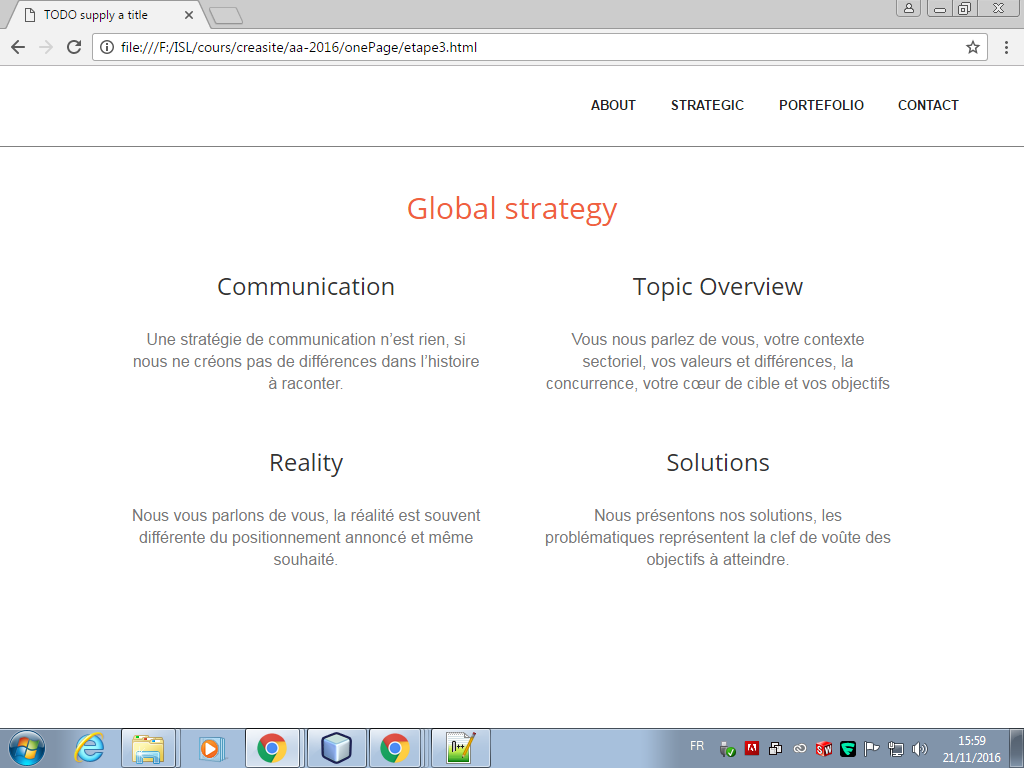 TODO supply a title
file:///F:/ISL/cours/creasite/aa-2016/onePage/etape3.html
ABOUT STRATEGIC PORTEFOLIO CONTACT
Global strategy
Communication
Une stratégie de communication n’est rien, si
nous ne créons pas de différences dans l’histoire
à raconter.
Topic Overview
Vous nous parlez de vous, votre contexte
sectoriel, vos valeurs et différences, la
concurrence, votre cœur de cible et vos objectifs
Reality
Nous vous parlons de vous, la réalité est souvent
différente du positionnement annoncé et même
souhaité.
Solutions
Nous présentons nos solutions, les
problématiques représentent la clef de voûte des
objectifs à atteindre.
FR
15:59
21/11/2016